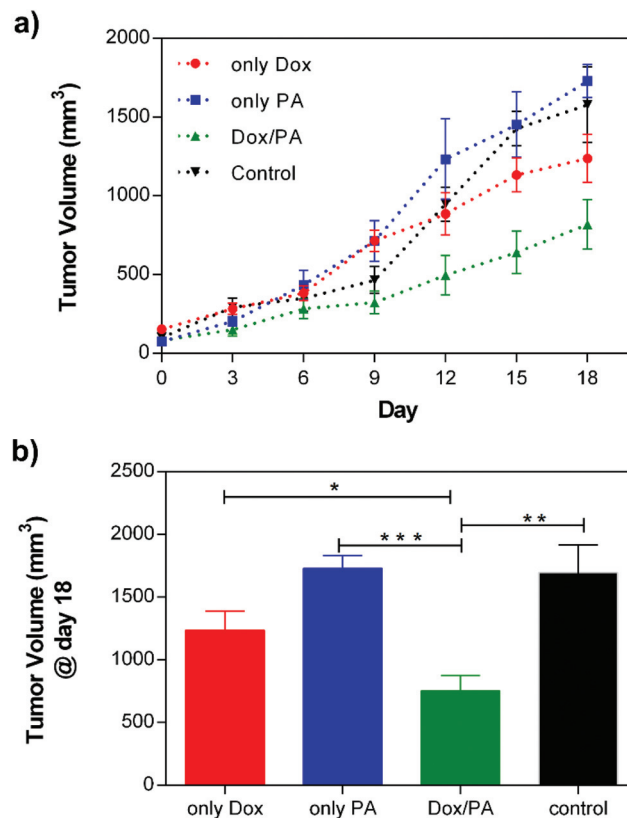 a)
Tumor Volume (mm³)
2000
1500
1000
500
0
only Dox
only PA
Dox/PA
Control
0 3 6 9 12 15 18
Day
b)
Tumor Volume (mm³)
@ day 18
2500
2000
1500
1000
500
0
*
* * *
* *
only Dox only PA Dox/PA control